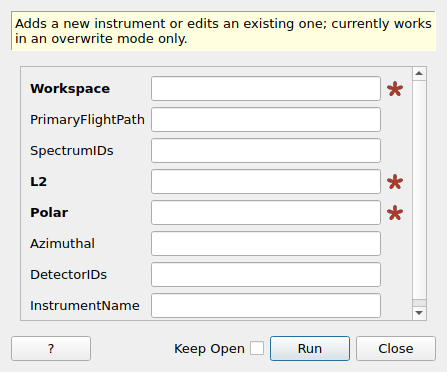 Adds a new instrument or edits an existing one; currently works
in an overwrite mode only.
Workspace
PrimaryFlightPath
SpectrumIDs
L2
Polar
Azimuthal
DetectorIDs
InstrumentName
? Keep Open Run Close